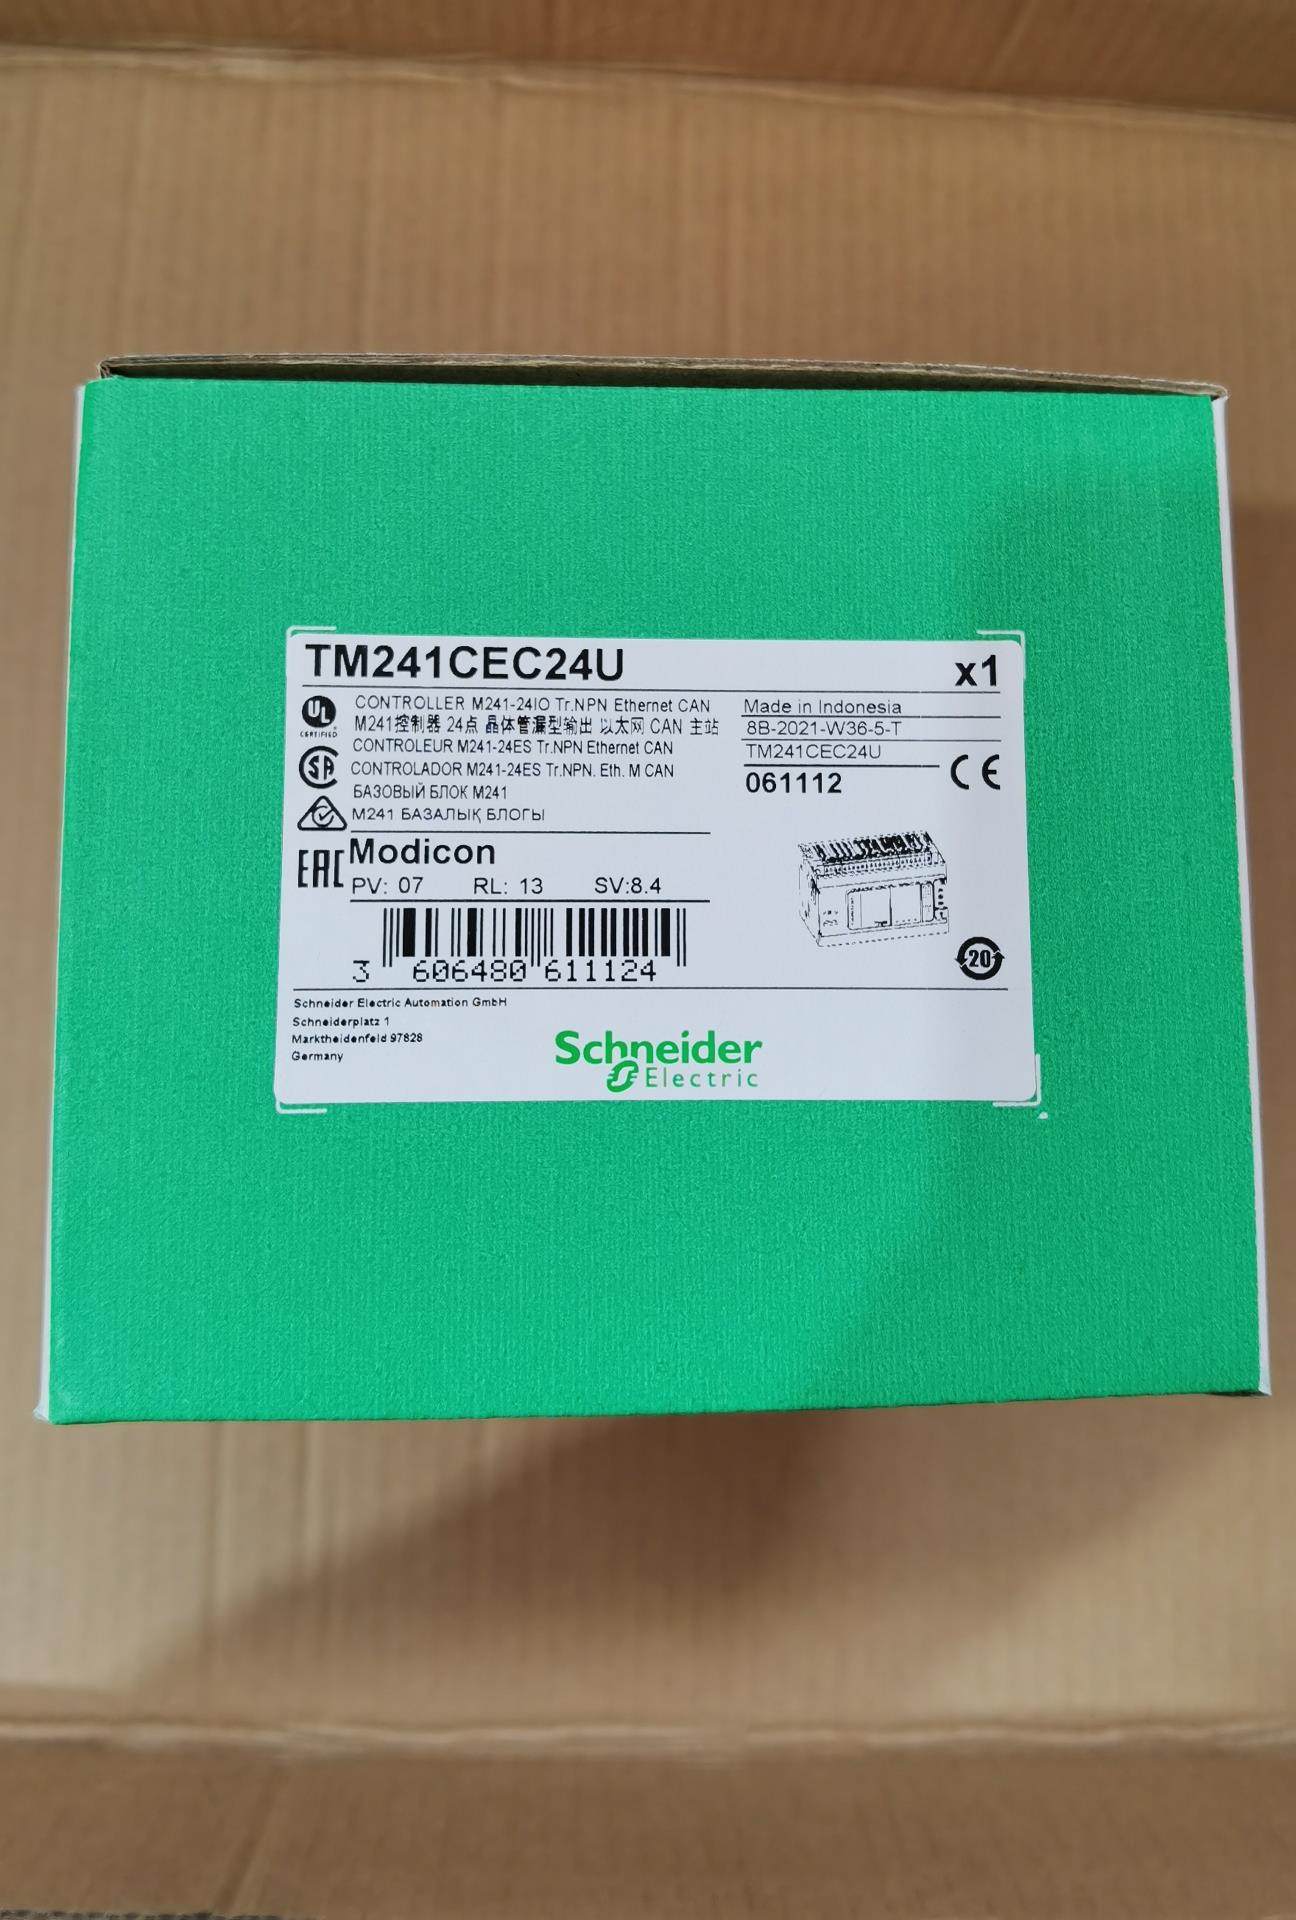 TM241CEC24U x1
UL
CERTIFIED
CONTROLLER M241-24IO Tr.NPN Ethernet CAN
M241控制器 24点 晶体管漏型输出 以太网 CAN 主站
CONTROLEUR M241-24ES Tr.NPN Ethernet CAN
CONTROLADOR M241-24ES Tr.NPN. Eth. M CAN
БАЗОВЫЙ БЛОК M241
M241 БАЗАЛЫҚ БЛОГЫ
Made in Indonesia
8B-2021-W36-5-T
TM241CEC24U
061112
CE
SA
EAC
Modicon
PV: 07 RL: 13 SV:8.4
3 606480 611124
20
Schneider Electric Automation GmbH
Schneiderplatz 1
Marktheidenfeld 97828
Germany
Schneider
Electric